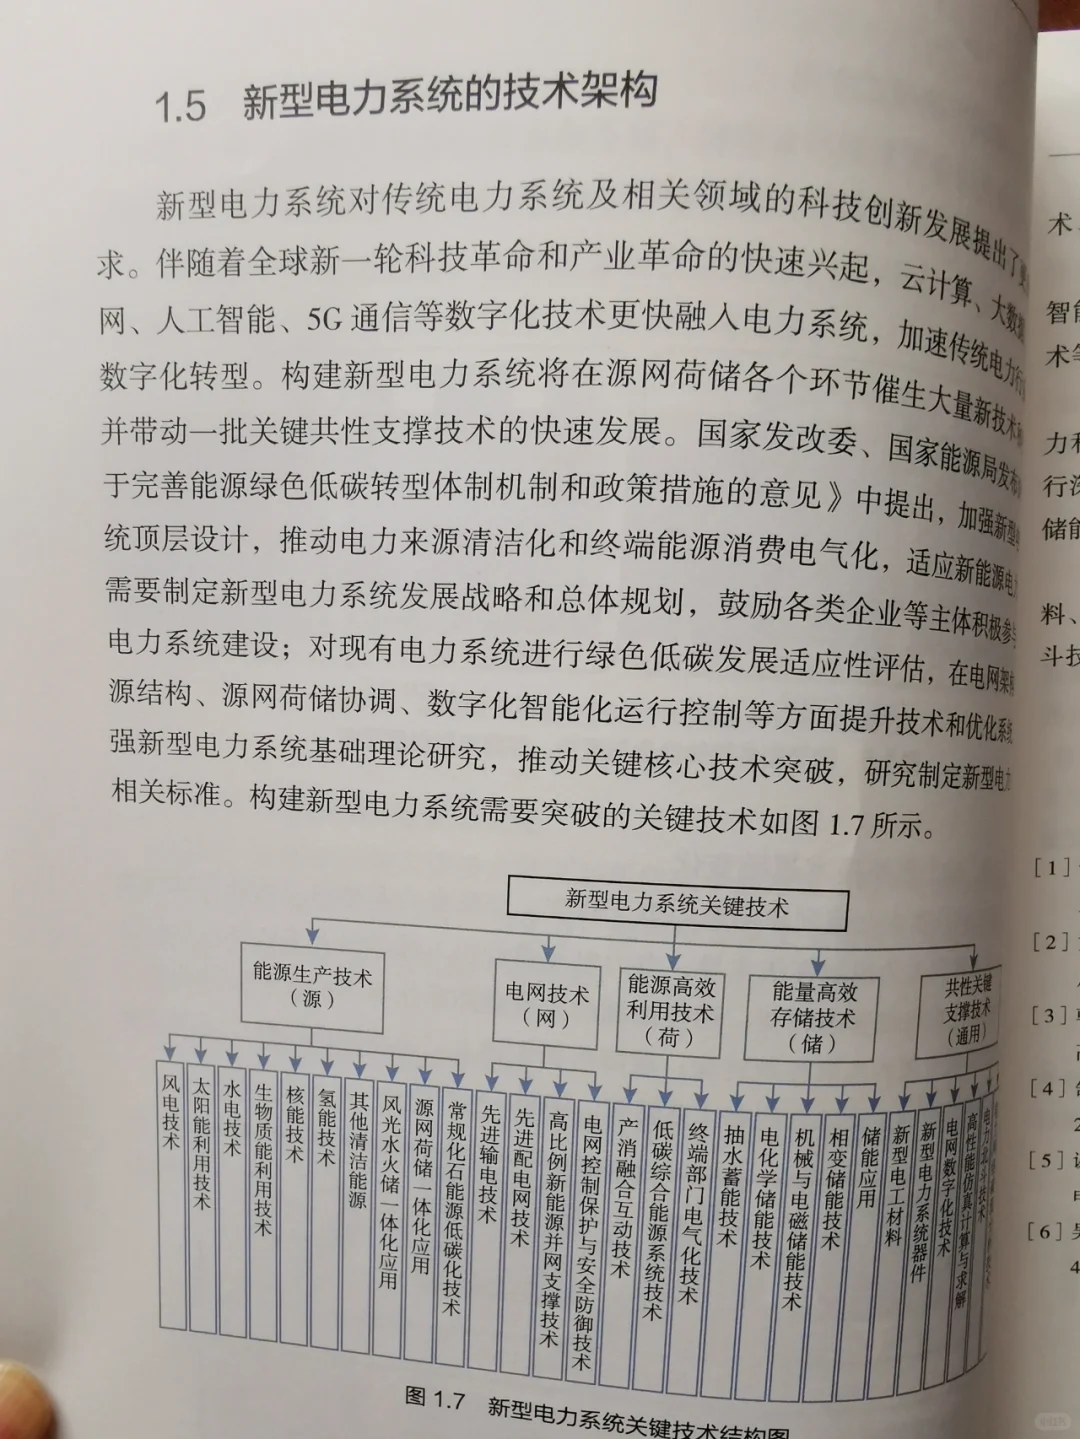 1.5 新型电力系统的技术架构
新型电力系统对传统电力系统及相关领域的科技创新发展提出了更
求。伴随着全球新一轮科技革命和产业革命的快速兴起，云计算、大数据
网、人工智能、5G 通信等数字化技术更快融入电力系统，加速传统电力行
数字化转型。构建新型电力系统将在源网荷储各个环节催生大量新技术
并带动一批关键共性支撑技术的快速发展。国家发改委、国家能源局发布
于完善能源绿色低碳转型体制机制和政策措施的意见》中提出，加强新型
统顶层设计，推动电力来源清洁化和终端能源消费电气化，适应新能源电力
需要制定新型电力系统发展战略和总体规划，鼓励各类企业等主体积极参与
电力系统建设；对现有电力系统进行绿色低碳发展适应性评估，在电网架构
源结构、源网荷储协调、数字化智能化运行控制等方面提升技术和优化系统
强新型电力系统基础理论研究，推动关键核心技术突破，研究制定新型电力
相关标准。构建新型电力系统需要突破的关键技术如图 1.7 所示。
新型电力系统关键技术
能源生产技术
（源）
电网技术
（网）
能源高效
利用技术
（荷）
能量高效
存储技术
（储）
共性关键
支撑技术
（通用）
风电技术
太阳能利用技术
水电技术
生物质能利用技术
核能技术
氢能技术
其他清洁能源
风光水火储一体化应用
源网荷储一体化应用
常规化石能源低碳化技术
先进输电技术
先进配电网技术
高比例新能源并网支撑技术
电网控制保护与安全防御技术
产消融合互动技术
低碳综合能源系统技术
终端部门电气化技术
抽水蓄能技术
电化学储能技术
机械与电磁储能技术
相变储能技术
储能应用
新型电工材料
新型电力系统器件
电网数字化技术
高性能仿真计算与求解
电力北斗技术
图 1.7 新型电力系统关键技术结构图
术
智能
术等
力和
行深
储能
料、
斗技
[1]
[2]
[3]
[4]
2
[5]
[6]
4